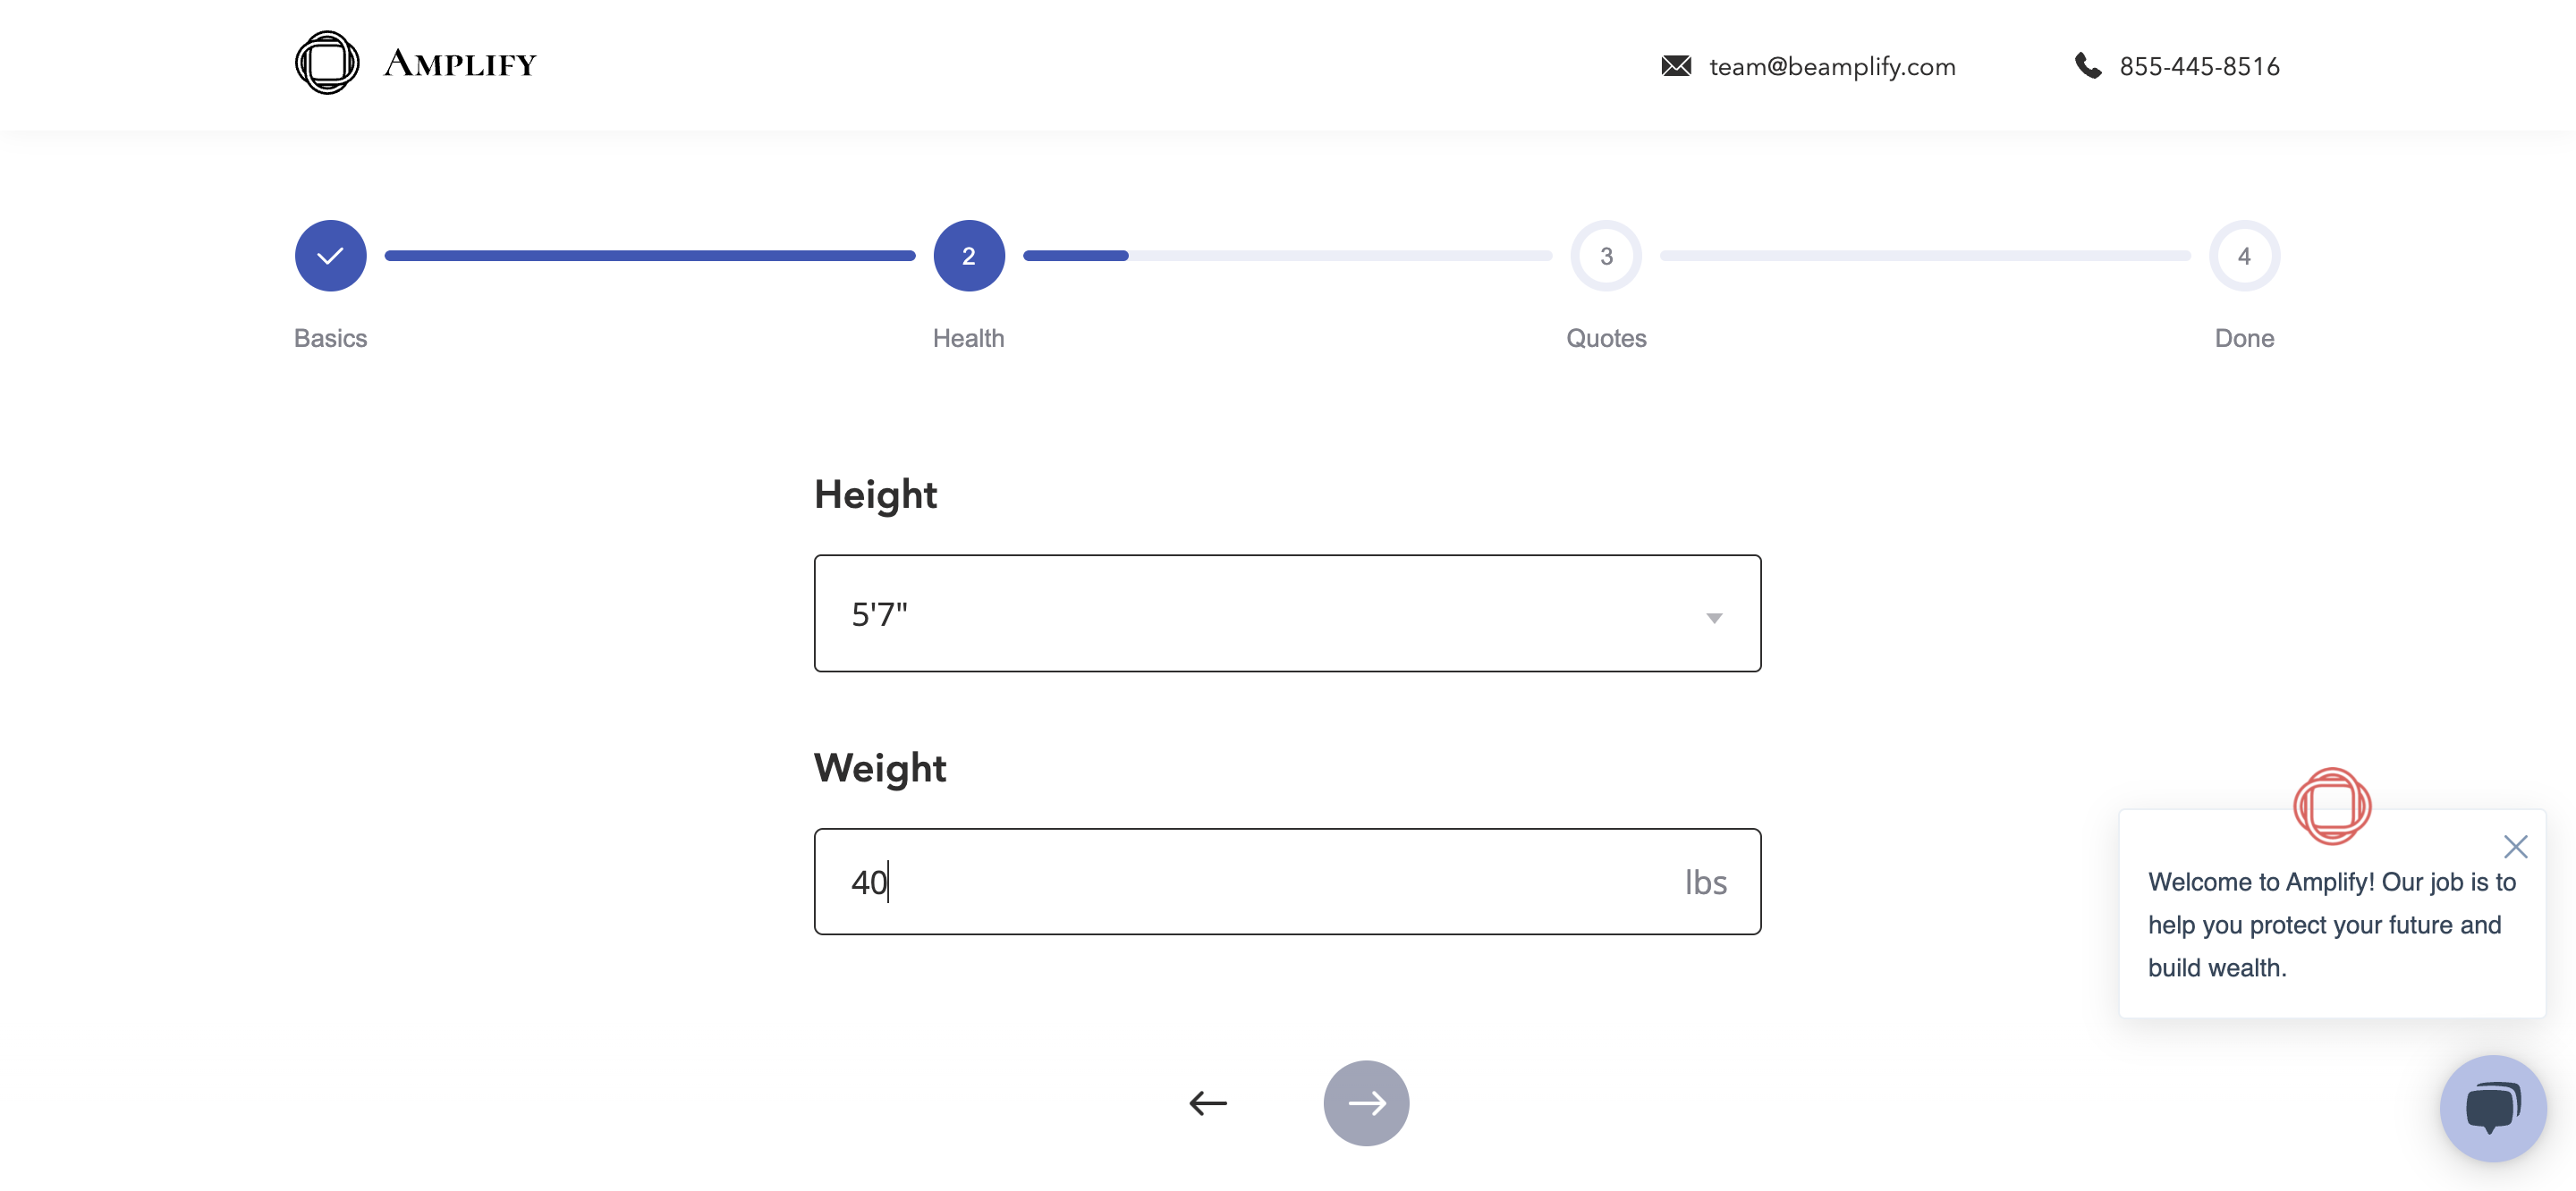 AMPLIFY
team@beamplify.com
855-445-8516
2
3
4
Basics
Health
Quotes
Done
Height
5'7"
Weight
40
lbs
Welcome to Amplify! Our job is to
help you protect your future and
build wealth.